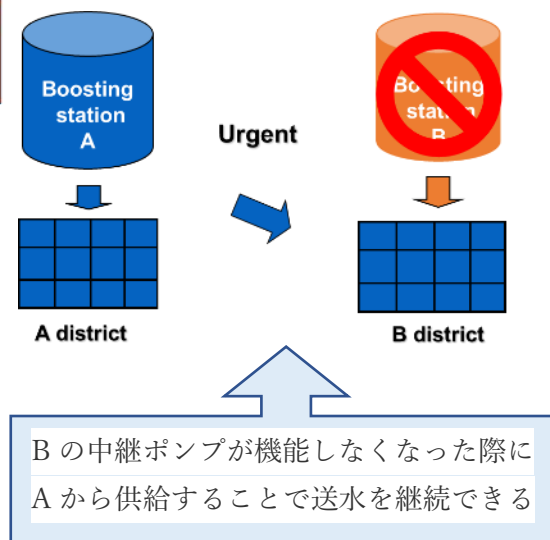 Boosting
station
A
Urgent
Boosting
station
B
A district
B district
B の中継ポンプが機能しなくなった際に
A から供給することで送水を継続できる